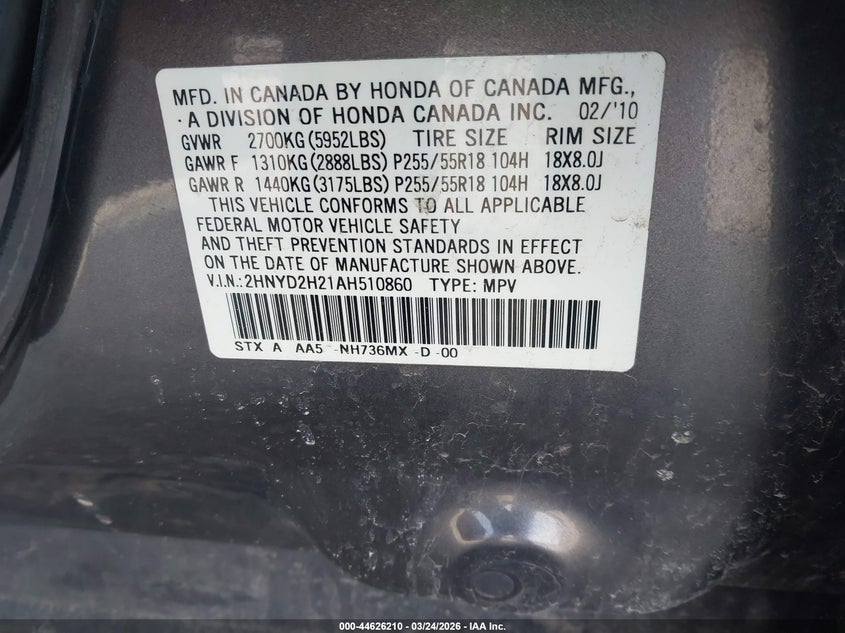 MFD. IN CANADA BY HONDA OF CANADA MFG.,
A DIVISION OF HONDA CANADA INC. 02/'10
GVWR 2700KG(5952LBS) TIRE SIZE RIM SIZE
GAWR F 1310KG(2888LBS) P255/55R18 104H 18X8.0J
GAWR R 1440KG(3175LBS) P255/55R18 104H 18X8.0J
THIS VEHICLE CONFORMS TO ALL APPLICABLE
FEDERAL MOTOR VEHICLE SAFETY
AND THEFT PREVENTION STANDARDS IN EFFECT
ON THE DATE OF MANUFACTURE SHOWN ABOVE.
V.I.N.:2HNYD2H21AH510860 TYPE: MPV
STX A AA5 -NH736MX -D -00
000-44626210 - 03/24/2026 - IAA Inc.